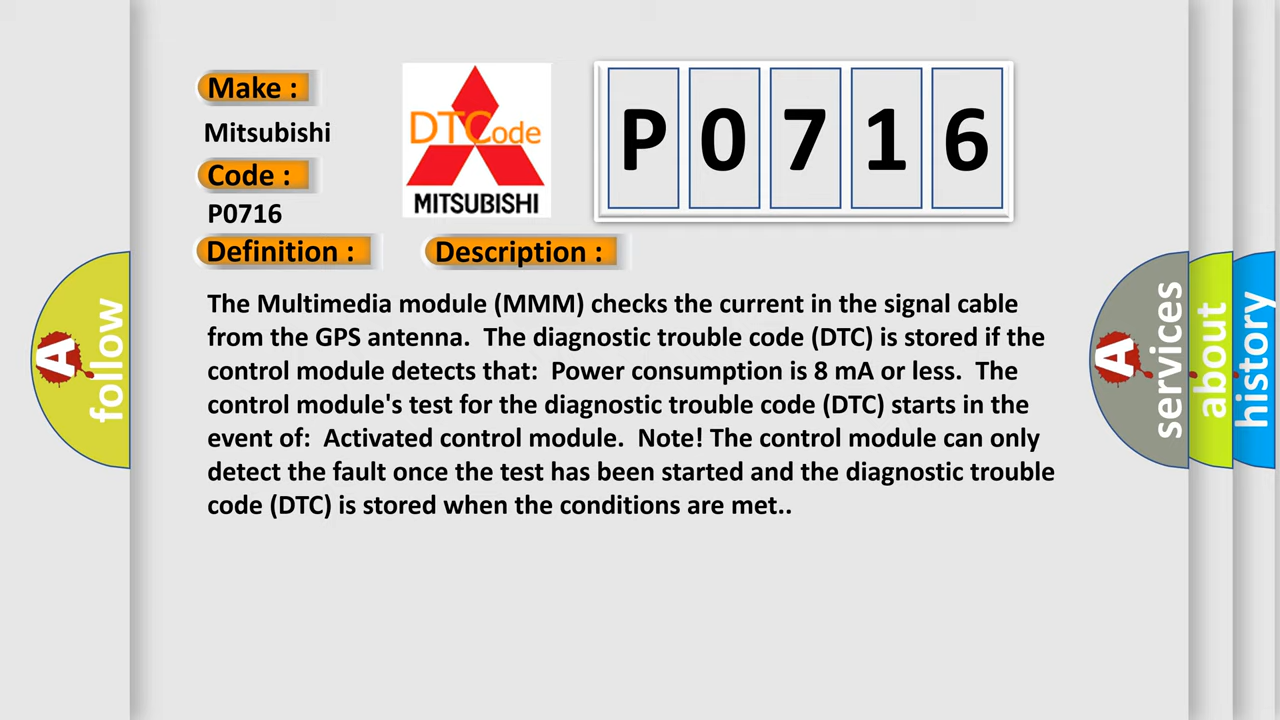 Make :
Mitsubishi
Code :
P0716
Definition :
Description :
DTCode
MITSUBISHI
P0716
The Multimedia module (MMM) checks the current in the signal cable
from the GPS antenna. The diagnostic trouble code (DTC) is stored if the
control module detects that: Power consumption is 8 mA or less. The
control module's test for the diagnostic trouble code (DTC) starts in the
event of: Activated control module. Note! The control module can only
detect the fault once the test has been started and the diagnostic trouble
code (DTC) is stored when the conditions are met..
A follow
A services
about
history